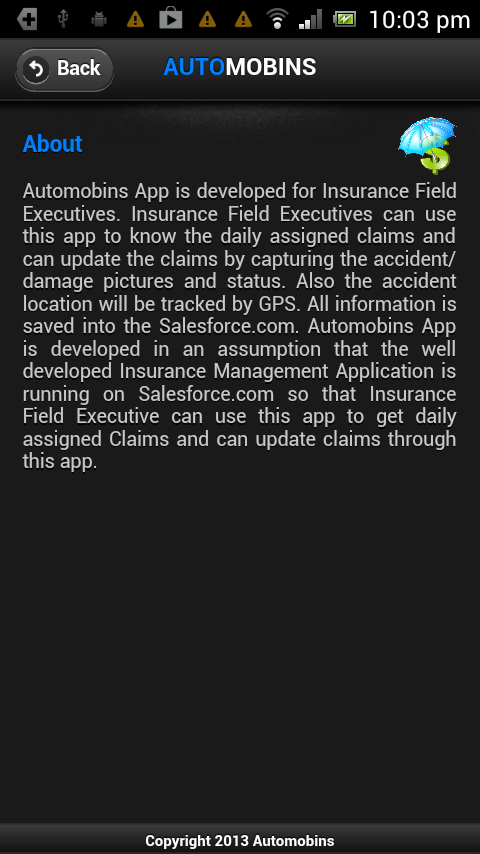 10:03 pm
Back
AUTOMOBINS
About
Automobins App is developed for Insurance Field
Executives. Insurance Field Executives can use
this app to know the daily assigned claims and
can update the claims by capturing the accident/
damage pictures and status. Also the accident
location will be tracked by GPS. All information is
saved into the Salesforce.com. Automobins App
is developed in an assumption that the well
developed Insurance Management Application is
running on Salesforce.com so that Insurance
Field Executive can use this app to get daily
assigned Claims and can update claims through
this app.
Copyright 2013 Automobins